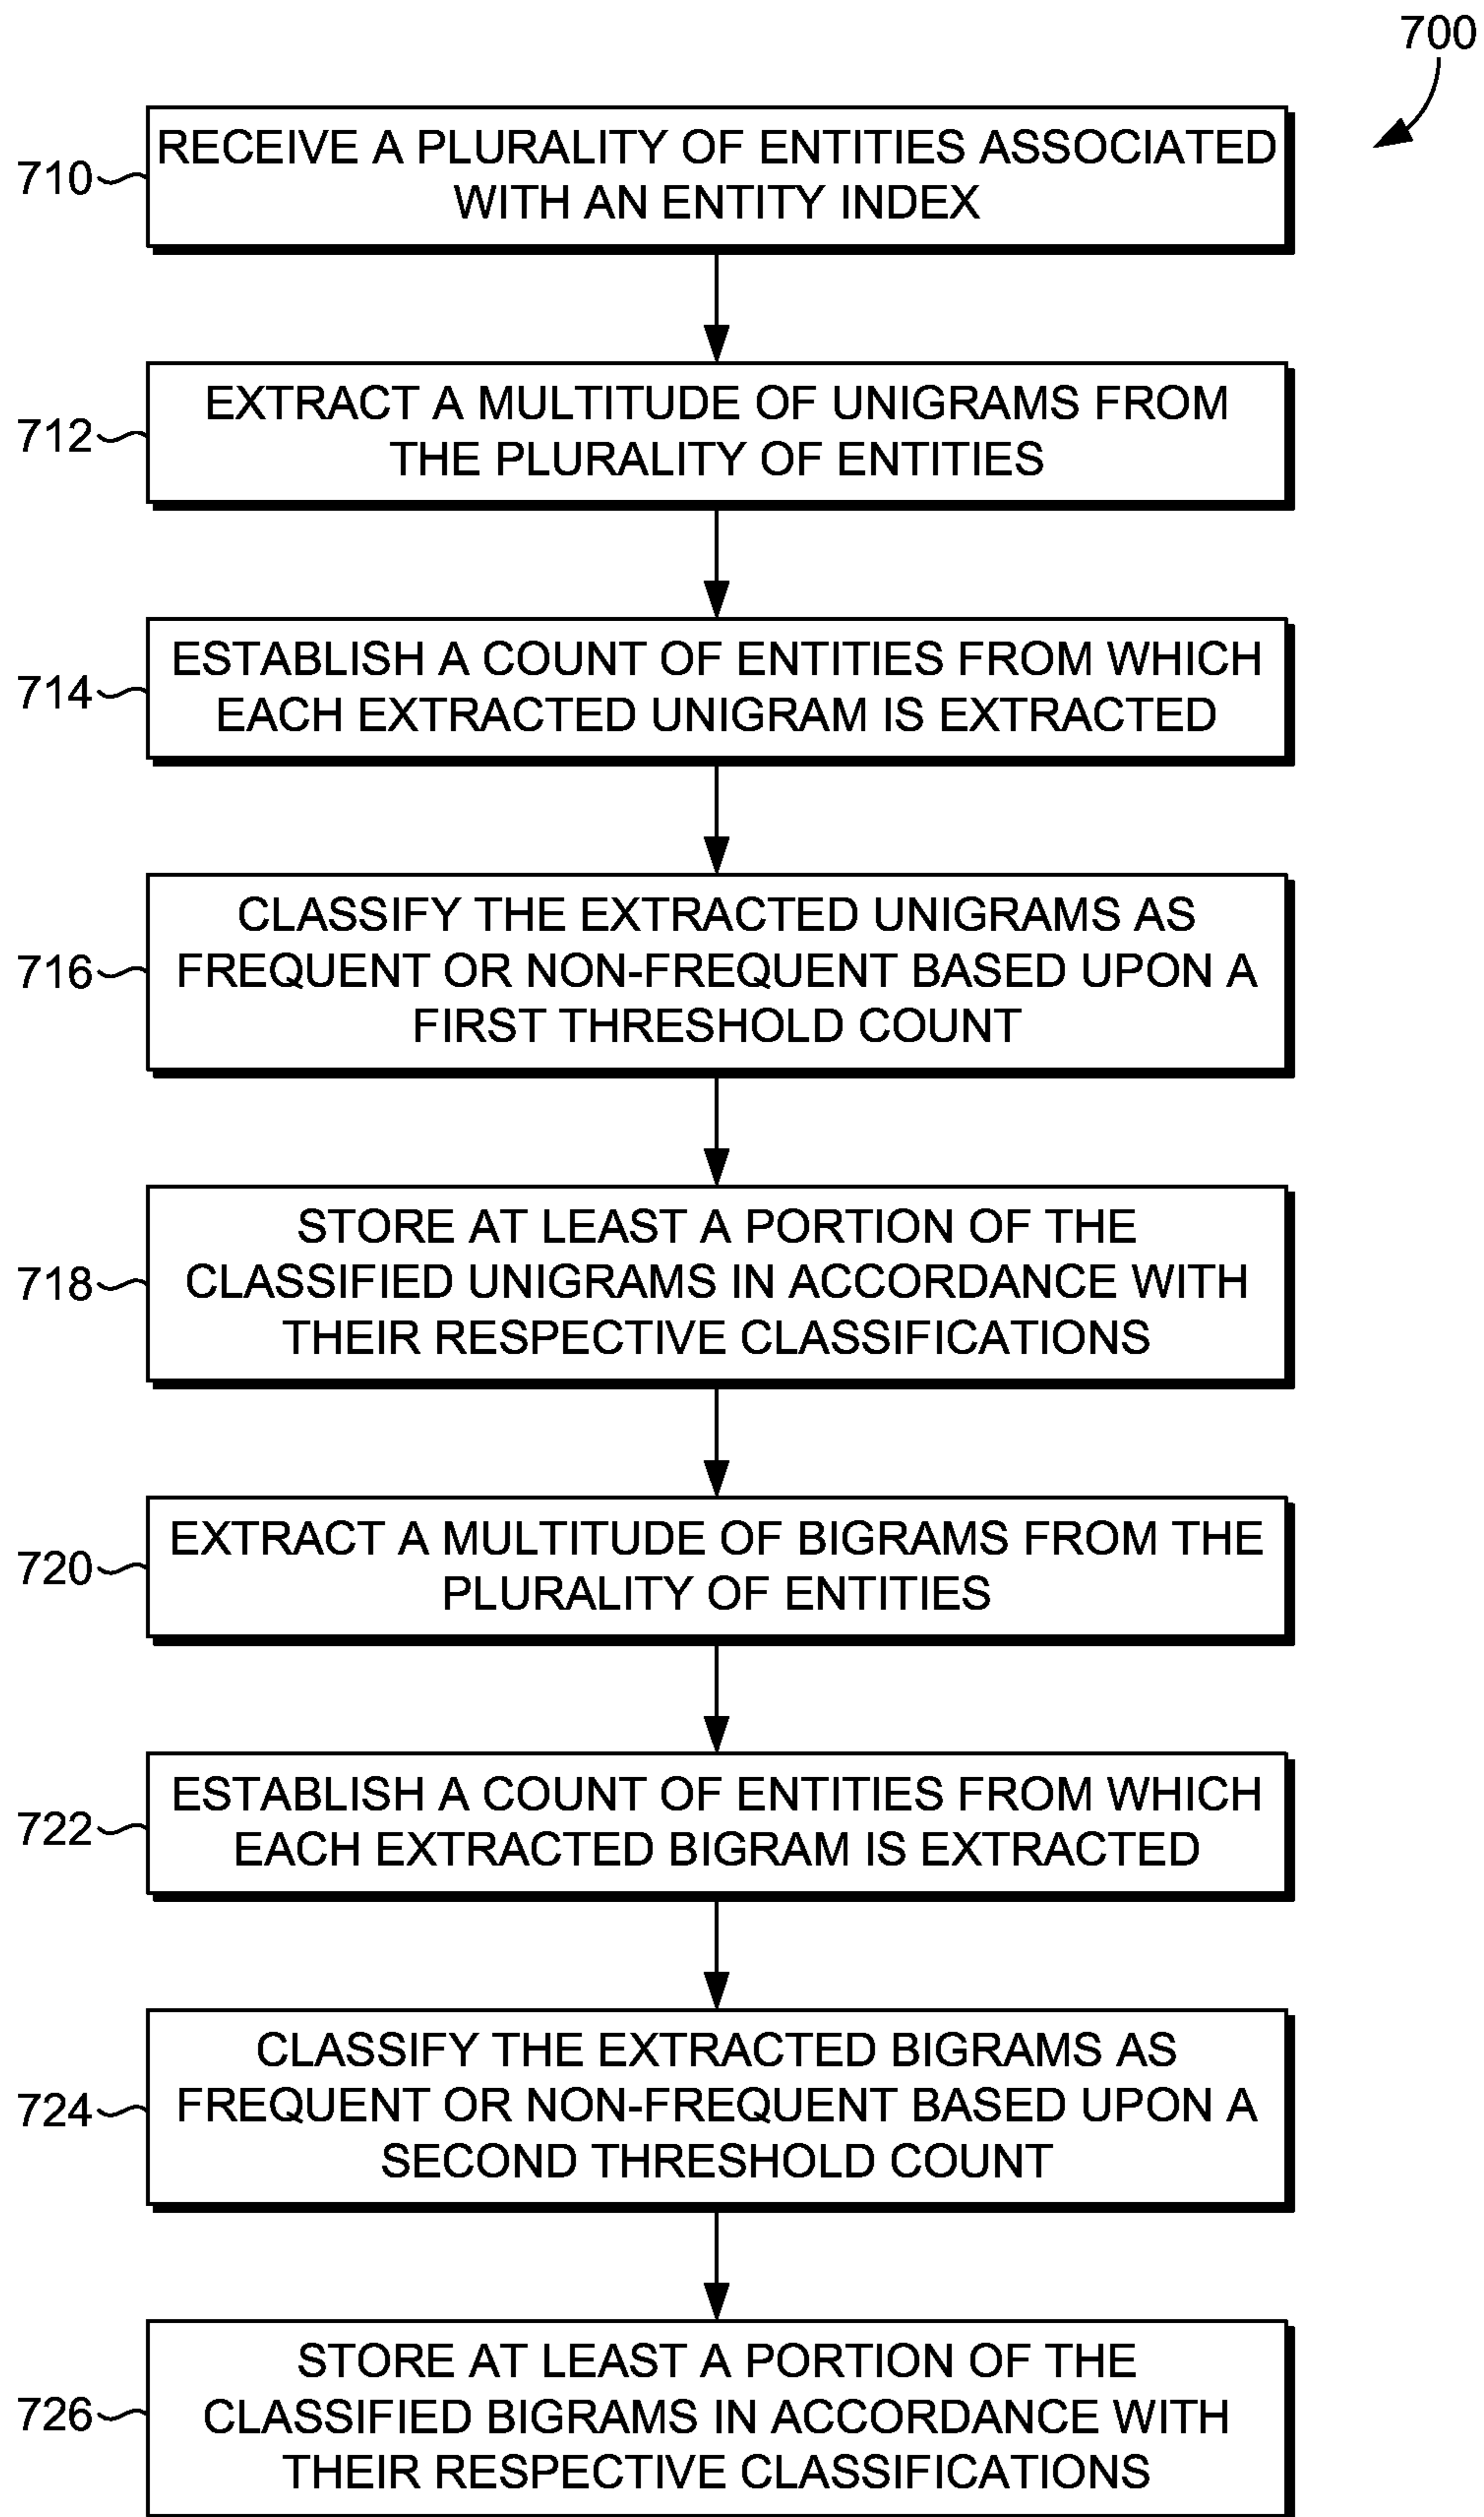 700
710
RECEIVE A PLURALITY OF ENTITIES ASSOCIATED
WITH AN ENTITY INDEX
712
EXTRACT A MULTITUDE OF UNIGRAMS FROM
THE PLURALITY OF ENTITIES
714
ESTABLISH A COUNT OF ENTITIES FROM WHICH
EACH EXTRACTED UNIGRAM IS EXTRACTED
716
CLASSIFY THE EXTRACTED UNIGRAMS AS
FREQUENT OR NON-FREQUENT BASED UPON A
FIRST THRESHOLD COUNT
718
STORE AT LEAST A PORTION OF THE
CLASSIFIED UNIGRAMS IN ACCORDANCE WITH
THEIR RESPECTIVE CLASSIFICATIONS
720
EXTRACT A MULTITUDE OF BIGRAMS FROM THE
PLURALITY OF ENTITIES
722
ESTABLISH A COUNT OF ENTITIES FROM WHICH
EACH EXTRACTED BIGRAM IS EXTRACTED
724
CLASSIFY THE EXTRACTED BIGRAMS AS
FREQUENT OR NON-FREQUENT BASED UPON A
SECOND THRESHOLD COUNT
726
STORE AT LEAST A PORTION OF THE
CLASSIFIED BIGRAMS IN ACCORDANCE WITH
THEIR RESPECTIVE CLASSIFICATIONS